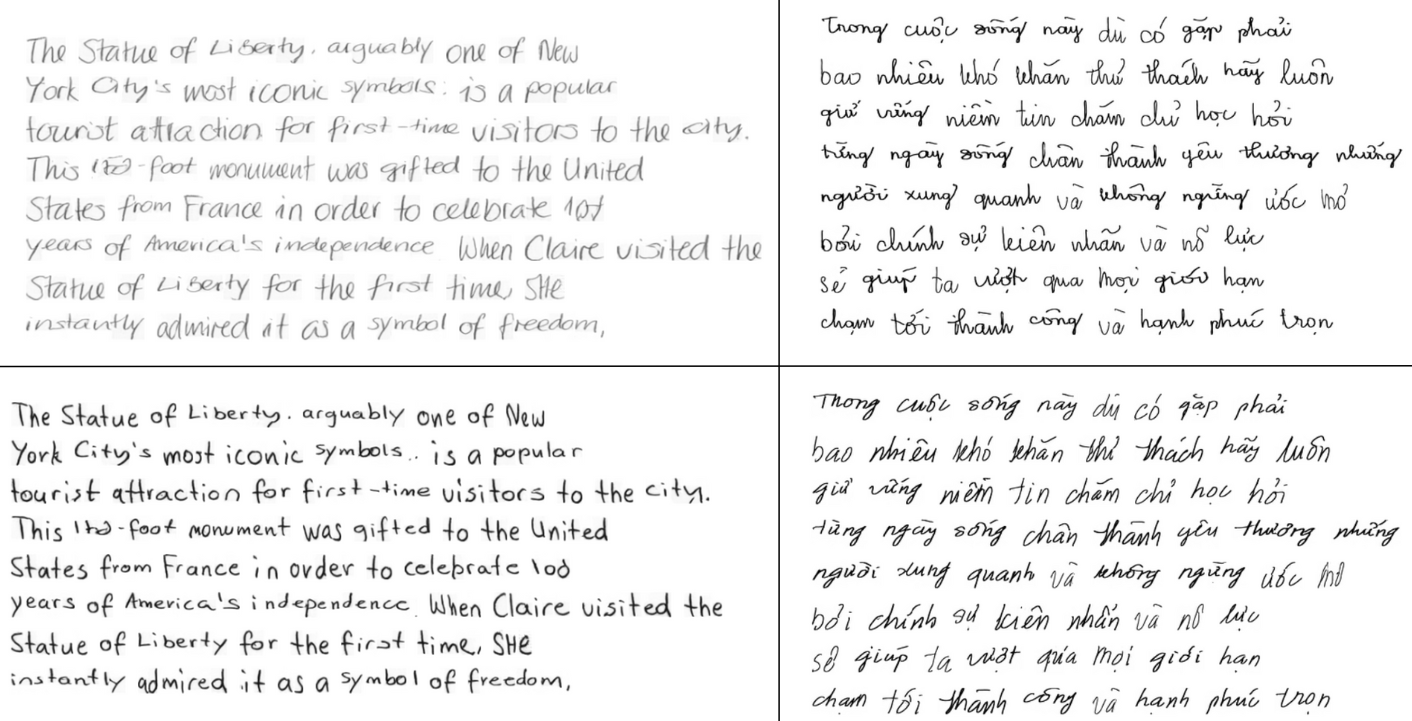 The Statue of Liberty. arguably one of New
York City's most iconic symbols. is a popular
tourist attraction for first-time visitors to the city.
This -foot monument was gifted to the United
States from France in order to celebrate
years of America's independence When Claire visited the
Statue of Liberty for the first time, SHe
instantly admired it as a symbol of freedom,
Trong cuộc sống này dù có gặp phải
bao nhiêu khó khăn thử thách hãy luôn
giữ vững niềm tin chăm chỉ học hỏi
từng ngày sống chân thành yêu thương những
người xung quanh và không ngừng ước mơ
bởi chính sự kiên nhẫn và nỗ lực
sẽ giúp ta vượt qua mọi giới hạn
chạm tới thành công và hạnh phúc trọn
The Statue of Liberty. arguably one of New
York City's most iconic symbols.. is a popular
tourist attraction for first-time visitors to the city.
This -foot monument was gifted to the United
States from France in order to celebrate 100
years of America's independence. When Claire visited the
Statue of Liberty for the first time, SHe
instantly admired it as a symbol of freedom,
Thong cuộc sống này dù có gặp phải
bao nhiêu khó khăn thử thách hãy luôn
giữ vững niềm tin chăm chỉ học hỏi
từng ngày sống chân thành yêu thương những
người xung quanh và không ngừng ước mơ
bởi chính sự kiên nhẫn và nỗ lực
sẽ giúp ta vượt qua mọi giới hạn
chạm tới thành công và hạnh phúc trọn